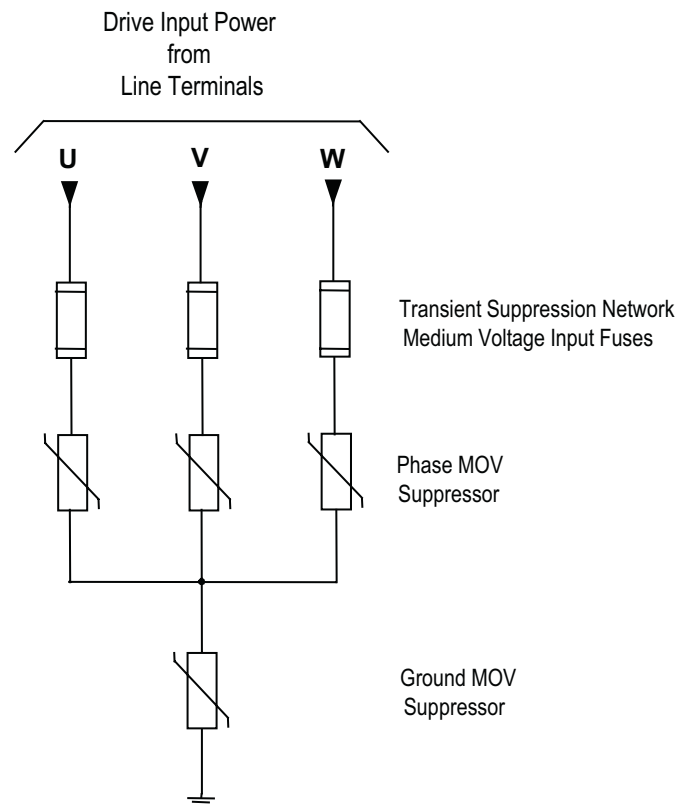 Drive Input Power
from
Line Terminals
U V W
Transient Suppression Network
Medium Voltage Input Fuses
Phase MOV
Suppressor
Ground MOV
Suppressor